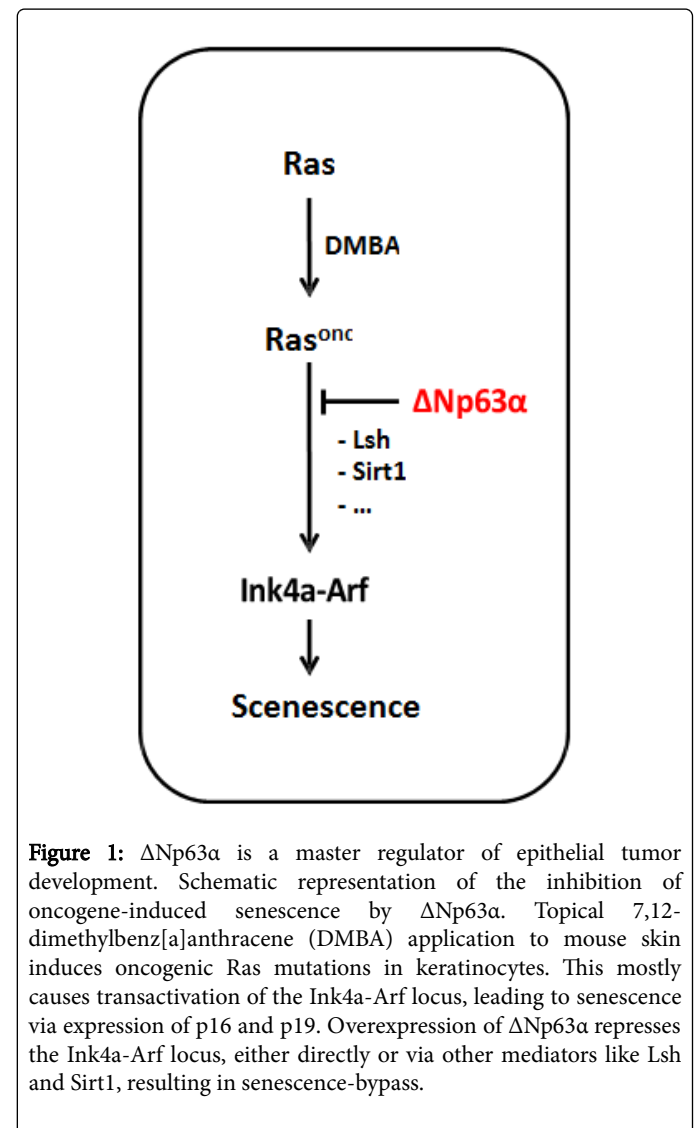 Ras
DMBA
Rasᵒⁿᶜ
ΔNp63α
- Lsh
- Sirt1
- ...
Ink4a-Arf
Scenescence
Figure 1: ΔNp63α is a master regulator of epithelial tumor
development. Schematic representation of the inhibition of
oncogene-induced senescence by ΔNp63α. Topical 7,12-
dimethylbenz[a]anthracene (DMBA) application to mouse skin
induces oncogenic Ras mutations in keratinocytes. This mostly
causes transactivation of the Ink4a-Arf locus, leading to senescence
via expression of p16 and p19. Overexpression of ΔNp63α represses
the Ink4a-Arf locus, either directly or via other mediators like Lsh
and Sirt1, resulting in senescence-bypass.